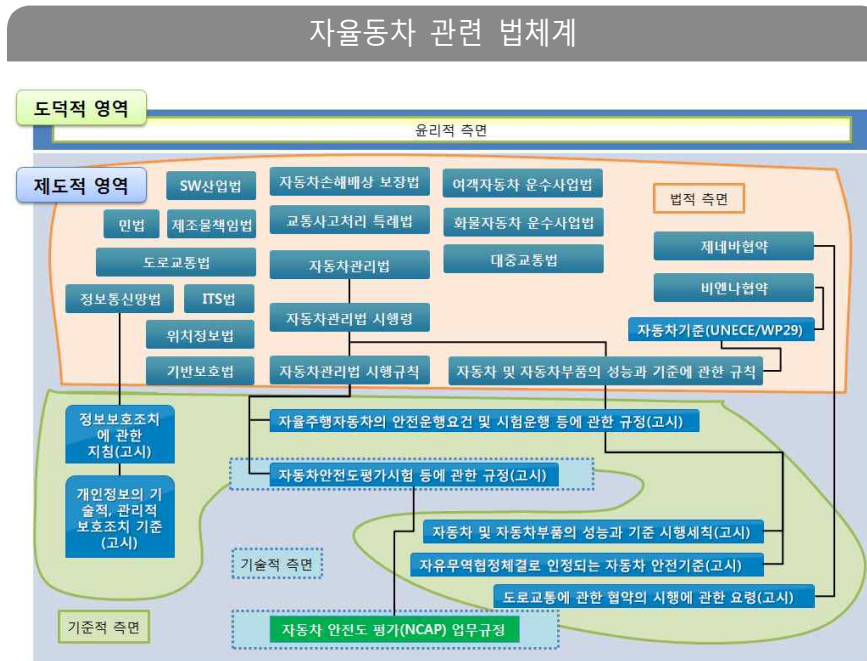 자율동차 관련 법체계
도덕적 영역
윤리적 측면
제도적 영역
SW산업법
자동차손해배상 보장법
여객자동차 운수사업법
법적 측면
민법
제조물책임법
교통사고처리 특례법
화물자동차 운수사업법
제네바협약
도로교통법
자동차관리법
대중교통법
비엔나협약
정보통신망법
ITS법
자동차관리법 시행령
자동차기준(UNECE/WP29)
위치정보법
기반보호법
자동차관리법 시행규칙
자동차 및 자동차부품의 성능과 기준에 관한 규칙
정보보호조치
에 관한
지침(고시)
자율주행자동차의 안전운행요건 및 시험운행 등에 관한 규정(고시)
자동차안전도평가시험 등에 관한 규정(고시)
개인정보의 기
술적, 관리적
보호조치 기준
(고시)
자동차 및 자동차부품의 성능과 기준 시행세칙(고시)
기술적 측면
자유무역협정체결로 인정되는 자동차 안전기준(고시)
도로교통에 관한 협약의 시행에 관한 요령(고시)
기준적 측면
자동차 안전도 평가(NCAP) 업무규정